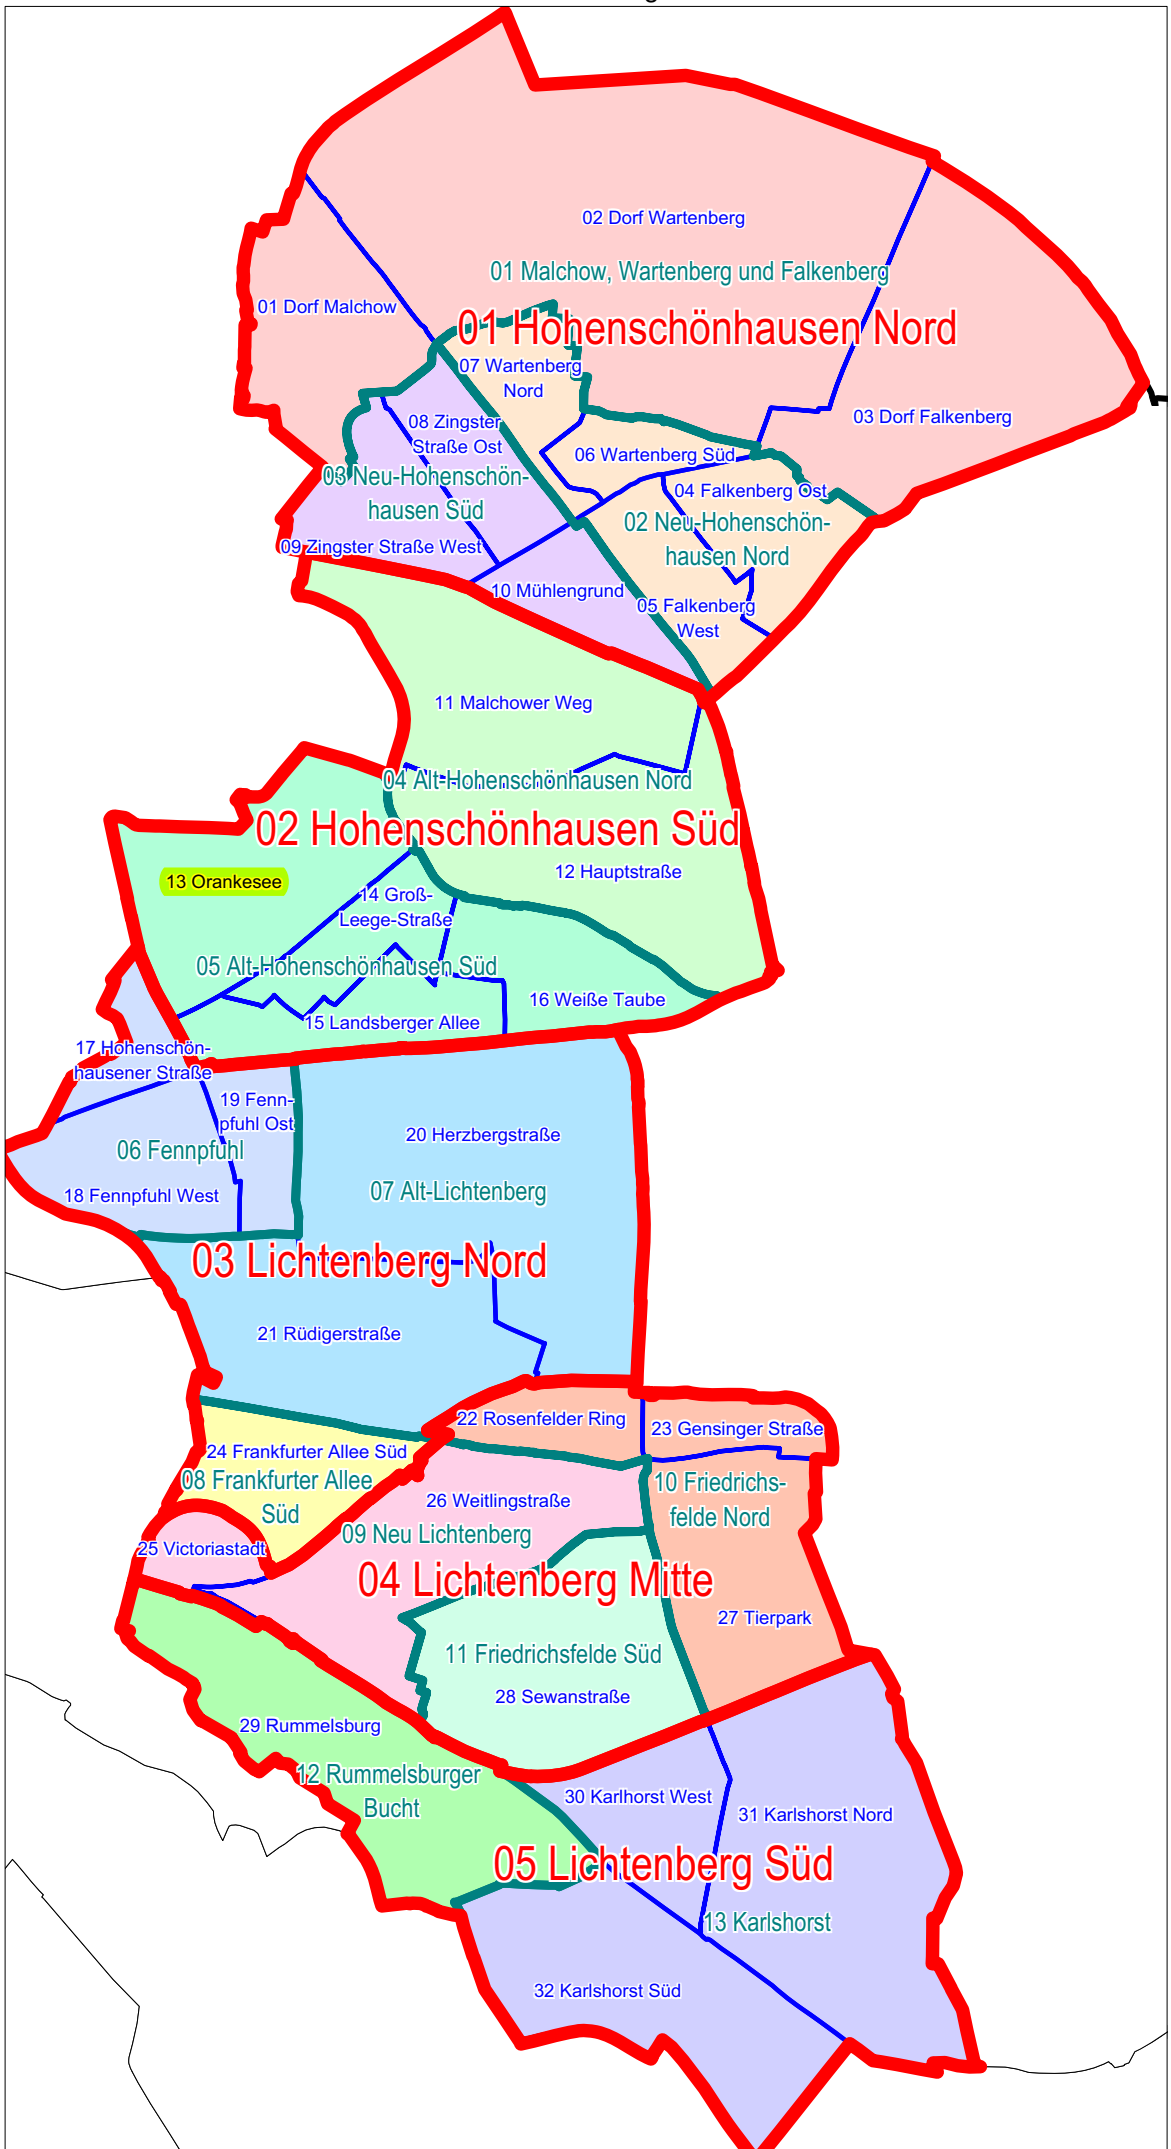 02 Dorf Wartenberg
01 Malchow, Wartenberg und Falkenberg
01 Dorf Malchow
01 Hohenschönhausen Nord
07 Wartenberg
Nord
03 Dorf Falkenberg
08 Zingster
Straße Ost
06 Wartenberg Süd
03 Neu-Hohenschön-
hausen Süd
04 Falkenberg Ost
02 Neu-Hohenschön-
hausen Nord
09 Zingster Straße West
10 Mühlengrund
05 Falkenberg
West
11 Malchower Weg
04 Alt-Hohenschönhausen Nord
02 Hohenschönhausen Süd
12 Hauptstraße
13 Orankesee
14 Groß-
Leege-Straße
05 Alt-Hohenschönhausen Süd
16 Weiße Taube
15 Landsberger Allee
17 Hohenschön-
hausener Straße
19 Fenn-
pfuhl Ost
20 Herzbergstraße
06 Fennpfuhl
18 Fennpfuhl West
07 Alt-Lichtenberg
03 Lichtenberg Nord
21 Rüdigerstraße
22 Rosenfelder Ring
23 Gensinger Straße
24 Frankfurter Allee Süd
08 Frankfurter Allee
Süd
10 Friedrichs-
felde Nord
26 Weitlingstraße
09 Neu Lichtenberg
25 Victoriastadt
04 Lichtenberg Mitte
27 Tierpark
11 Friedrichsfelde Süd
28 Sewanstraße
29 Rummelsburg
12 Rummelsburger
Bucht
30 Karlhorst West
31 Karlshorst Nord
05 Lichtenberg Süd
13 Karlshorst
32 Karlshorst Süd